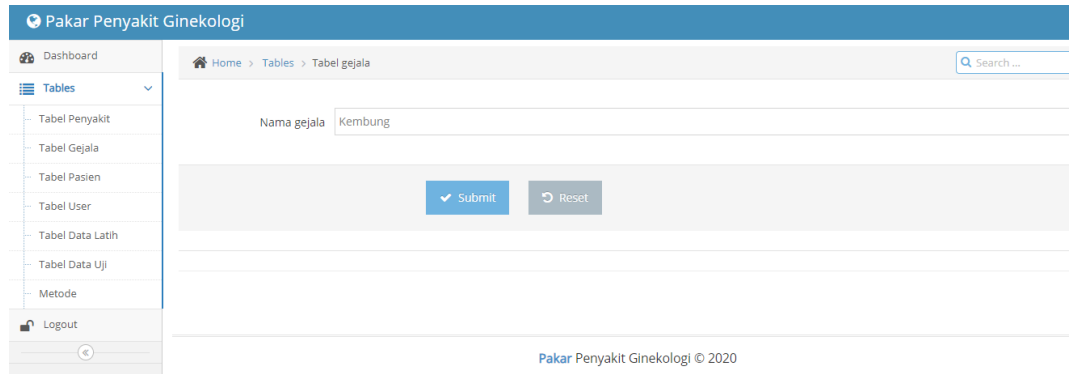 Pakar Penyakit Ginekologi
Dashboard
Tables
Tabel Penyakit
Tabel Gejala
Tabel Pasien
Tabel User
Tabel Data Latih
Tabel Data Uji
Metode
Logout
Home > Tables > Tabel gejala
Search ...
Nama gejala Kembung
Submit Reset
Pakar Penyakit Ginekologi © 2020